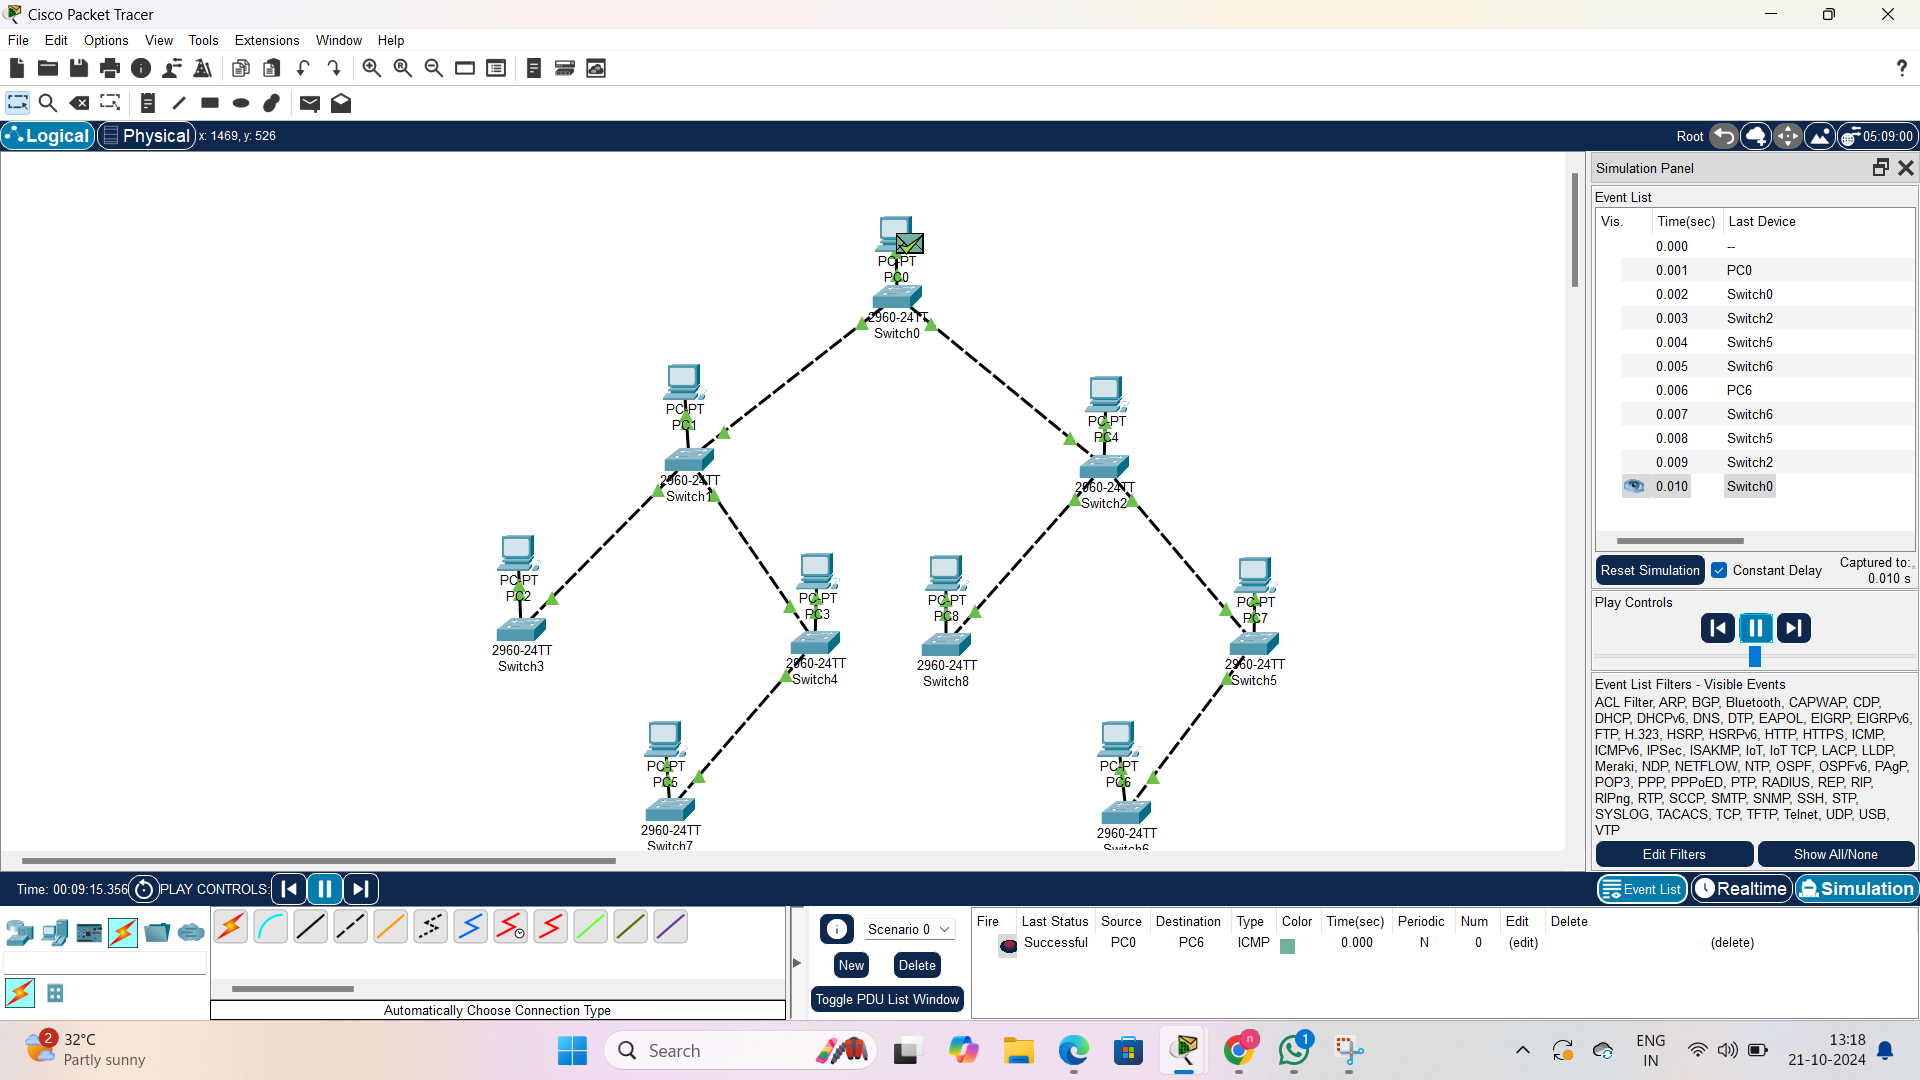 Cisco Packet Tracer
File Edit Options View Tools Extensions Window Help
?
Logical Physical x: 1469, y: 526 Root 05:09:00
Simulation Panel
Event List
Vis. Time(sec) Last Device
0.000 --
0.001 PC0
0.002 Switch0
0.003 Switch2
0.004 Switch5
0.005 Switch6
0.006 PC6
0.007 Switch6
0.008 Switch5
0.009 Switch2
0.010 Switch0
Reset Simulation Constant Delay Captured to:
0.010 s
Play Controls
Event List Filters - Visible Events
ACL Filter, ARP, BGP, Bluetooth, CAPWAP, CDP,
DHCP, DHCPv6, DNS, DTP, EAPOL, EIGRP, EIGRPv6,
FTP, H.323, HSRP, HSRPv6, HTTP, HTTPS, ICMP,
ICMPv6, IPSec, ISAKMP, IoT, IoT TCP, LACP, LLDP,
Meraki, NDP, NETFLOW, NTP, OSPF, OSPFv6, PAgP,
POP3, PPP, PPPoED, PTP, RADIUS, REP, RIP,
RIPng, RTP, SCCP, SMTP, SNMP, SSH, STP,
SYSLOG, TACACS, TCP, TFTP, Telnet, UDP, USB,
VTP
Edit Filters Show All/None
PC-PT
PC0
2960-24TT
Switch0
PC-PT
PC1
2960-24TT
Switch1
PC-PT
PC4
2960-24TT
Switch2
PC-PT
PC2
2960-24TT
Switch3
PC-PT
PC3
2960-24TT
Switch4
PC-PT
PC8
2960-24TT
Switch8
PC-PT
PC7
2960-24TT
Switch5
PC-PT
PC5
2960-24TT
Switch7
PC-PT
PC6
2960-24TT
Switch6
Time: 00:09:15.356 PLAY CONTROLS: Event List Realtime Simulation
Automatically Choose Connection Type
Scenario 0
New Delete
Toggle PDU List Window
Fire Last Status Source Destination Type Color Time(sec) Periodic Num Edit Delete
Successful PC0 PC6 ICMP 0.000 N 0 (edit) (delete)
2 32°C
Partly sunny
Search
n
1
ENG
IN
13:18
21-10-2024